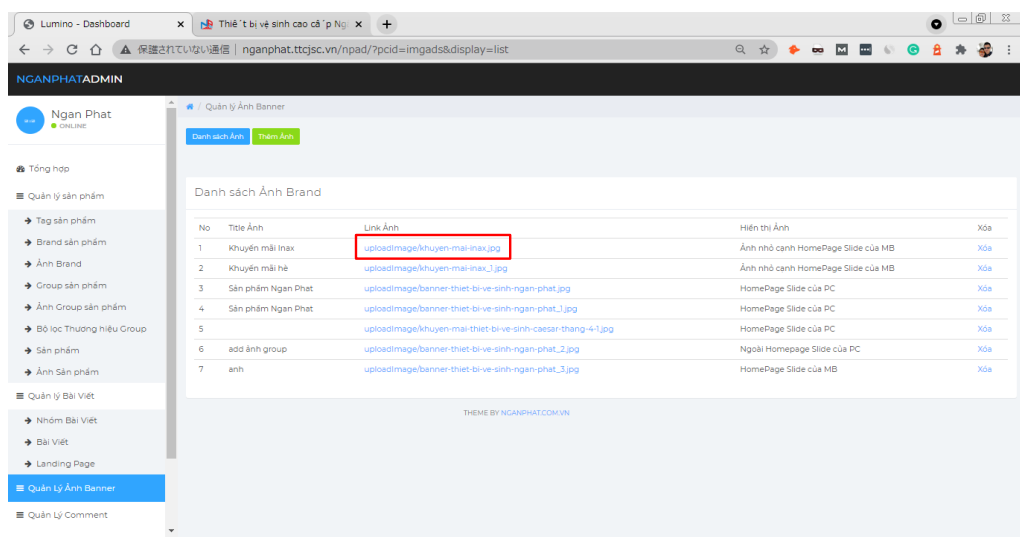 Lumino - Dashboard
Thiê´t bị vệ sinh cao câ´p Ng
保護されていない通信 | nganphat.ttcjsc.vn/npad/?pcid=imgads&display=list
NGANPHATADMIN
Ngan Phat
ONLINE
Tổng hợp
Quản lý sản phẩm
Tag sản phẩm
Brand sản phẩm
Ảnh Brand
Group sản phẩm
Ảnh Group sản phẩm
Bộ lọc Thương hiệu Group
Sản phẩm
Ảnh Sản phẩm
Quản lý Bài Viết
Nhóm Bài Viết
Bài Viết
Landing Page
Quản Lý Ảnh Banner
Quản Lý Comment
/ Quản lý Ảnh Banner
Danh sách Ảnh Thêm Ảnh
Danh sách Ảnh Brand
No Title Ảnh Link Ảnh Hiển thị Ảnh Xóa
1 Khuyến mãi Inax uploadImage/khuyen-mai-inax.jpg Ảnh nhỏ cạnh HomePage Slide của MB Xóa
2 Khuyến mãi hè uploadImage/khuyen-mai-inax_1.jpg Ảnh nhỏ cạnh HomePage Slide của MB Xóa
3 Sản phẩm Ngan Phat uploadImage/banner-thiet-bi-ve-sinh-ngan-phat.jpg HomePage Slide của PC Xóa
4 Sản phẩm Ngan Phat uploadImage/banner-thiet-bi-ve-sinh-ngan-phat_1.jpg HomePage Slide của PC Xóa
5 uploadImage/khuyen-mai-thiet-bi-ve-sinh-caesar-thang-4-1.jpg HomePage Slide của PC Xóa
6 add ảnh group uploadImage/banner-thiet-bi-ve-sinh-ngan-phat_2.jpg Ngoài Homepage Slide của PC Xóa
7 anh uploadImage/banner-thiet-bi-ve-sinh-ngan-phat_3.jpg HomePage Slide của MB Xóa
THEME BY NGANPHAT.COM.VN